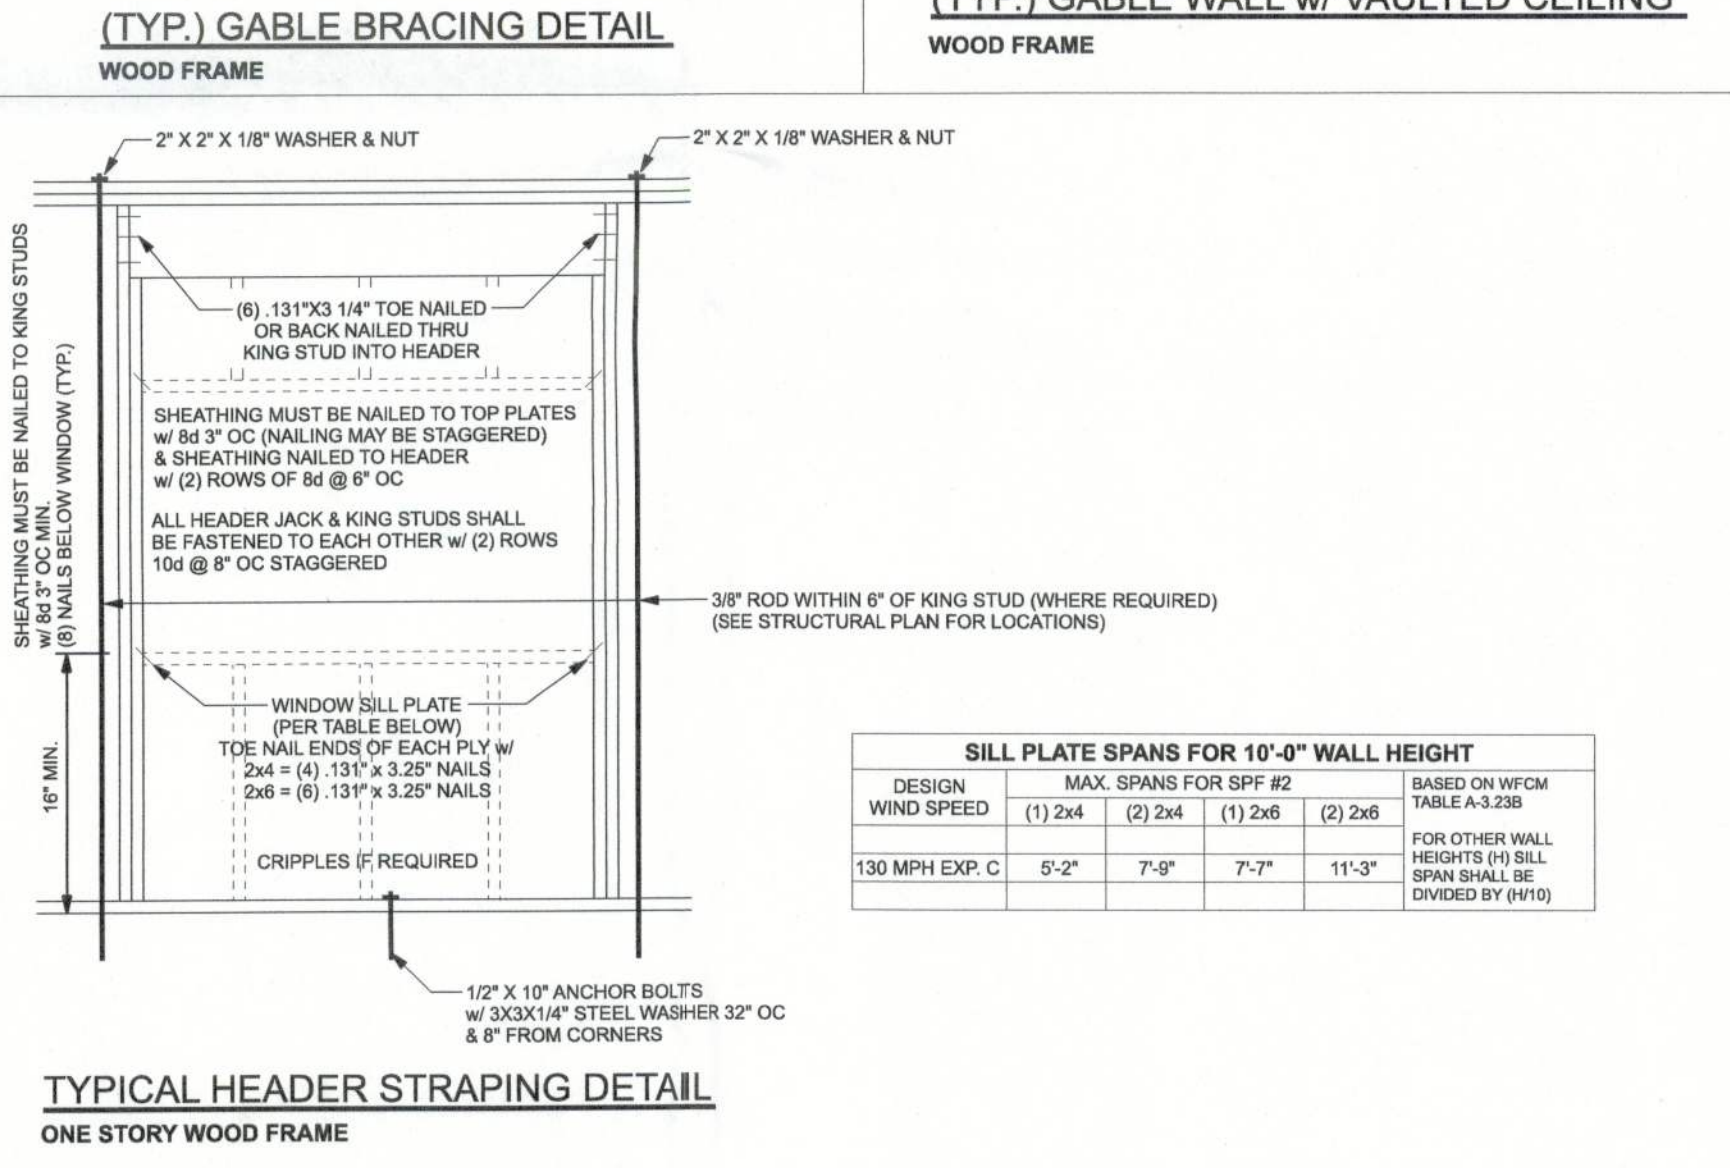 (TYP.) GABLE BRACING DETAIL
WOOD FRAME
(TYP.) GABLE WALL w/ VAULTED CEILING
WOOD FRAME
2" X 2" X 1/8" WASHER & NUT
2" X 2" X 1/8" WASHER & NUT
SHEATHING MUST BE NAILED TO KING STUDS
w/ 8d 3" OC MIN.
(8) NAILS BELOW WINDOW (TYP.)
(6) .131"X3 1/4" TOE NAILED
OR BACK NAILED THRU
KING STUD INTO HEADER
SHEATHING MUST BE NAILED TO TOP PLATES
w/ 8d 3" OC (NAILING MAY BE STAGGERED)
& SHEATHING NAILED TO HEADER
w/ (2) ROWS OF 8d @ 6" OC
ALL HEADER JACK & KING STUDS SHALL
BE FASTENED TO EACH OTHER w/ (2) ROWS
10d @ 8" OC STAGGERED
3/8" ROD WITHIN 6" OF KING STUD (WHERE REQUIRED)
(SEE STRUCTURAL PLAN FOR LOCATIONS)
16" MIN.
WINDOW SILL PLATE
(PER TABLE BELOW)
TOE NAIL ENDS OF EACH PLY w/
2x4 = (4) .131" x 3.25" NAILS
2x6 = (6) .131" x 3.25" NAILS
CRIPPLES IF REQUIRED
1/2" X 10" ANCHOR BOLTS
w/ 3X3X1/4" STEEL WASHER 32" OC
& 8" FROM CORNERS
SILL PLATE SPANS FOR 10'-0" WALL HEIGHT
DESIGN
WIND SPEED
MAX. SPANS FOR SPF #2
(1) 2x4 (2) 2x4 (1) 2x6 (2) 2x6
130 MPH EXP. C 5'-2" 7'-9" 7'-7" 11'-3"
BASED ON WFCM
TABLE A-3.23B
FOR OTHER WALL
HEIGHTS (H) SILL
SPAN SHALL BE
DIVIDED BY (H/10)
TYPICAL HEADER STRAPING DETAIL
ONE STORY WOOD FRAME